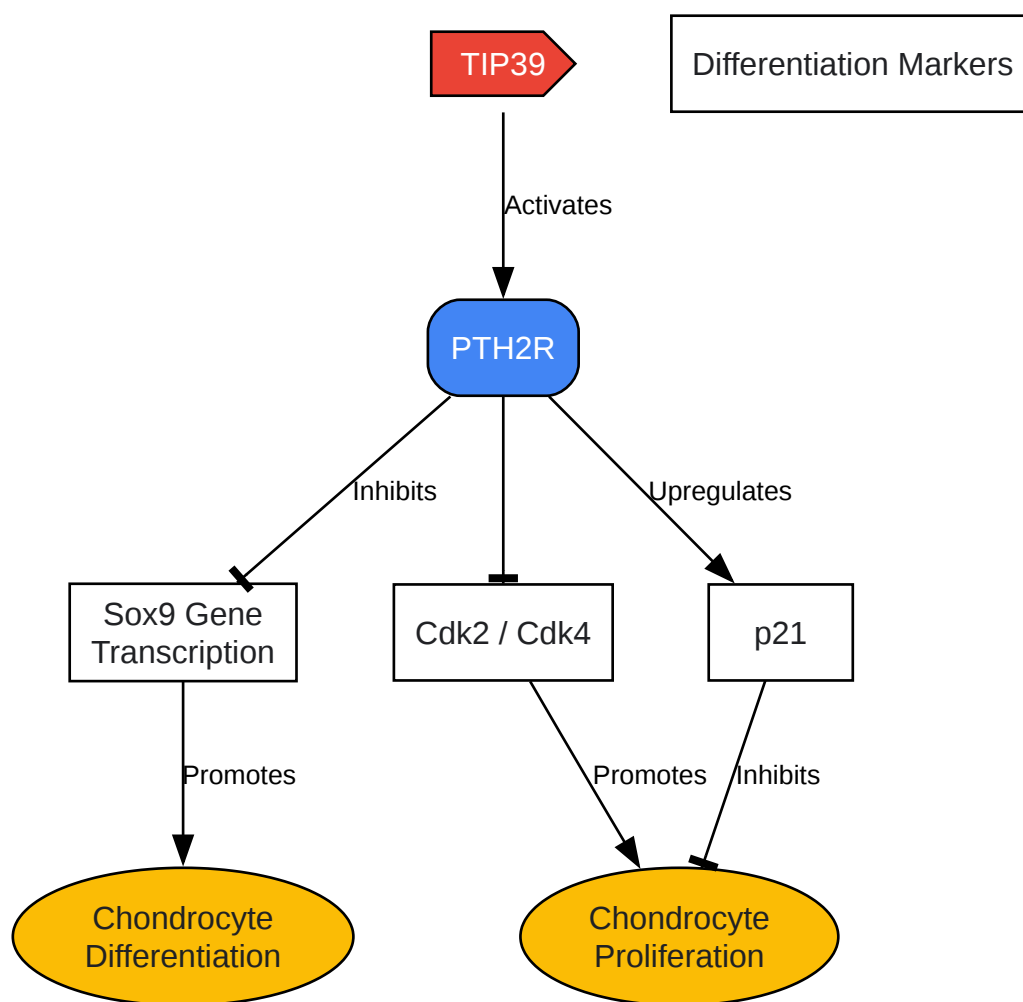 TIP39
Differentiation Markers
Activates
PTH2R
Inhibits
Upregulates
Sox9 Gene
Transcription
Cdk2 / Cdk4
p21
Promotes
Promotes
Inhibits
Chondrocyte
Differentiation
Chondrocyte
Proliferation